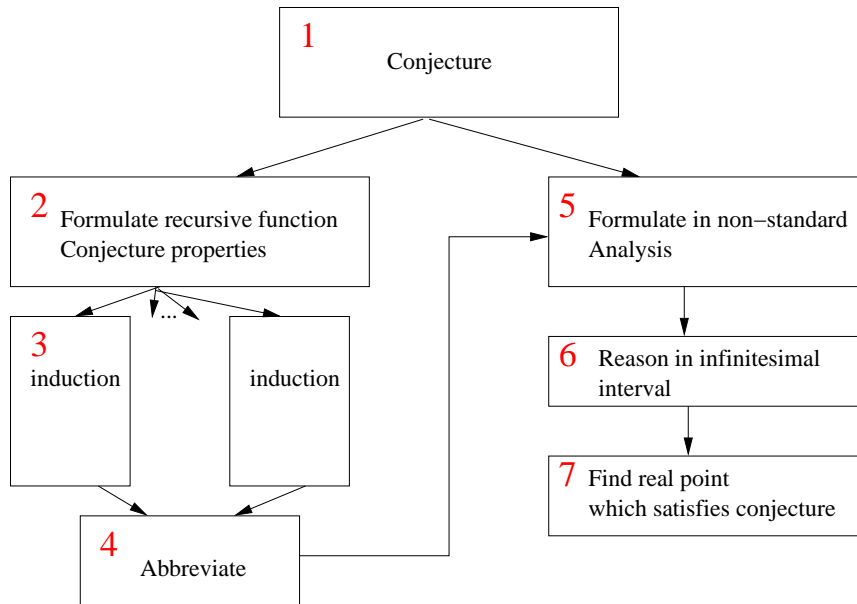 1
Conjecture
2
Formulate recursive function
Conjecture properties
...
3
induction
induction
4
Abbreviate
5
Formulate in non−standard
Analysis
6
Reason in infinitesimal
interval
7
Find real point
which satisfies conjecture